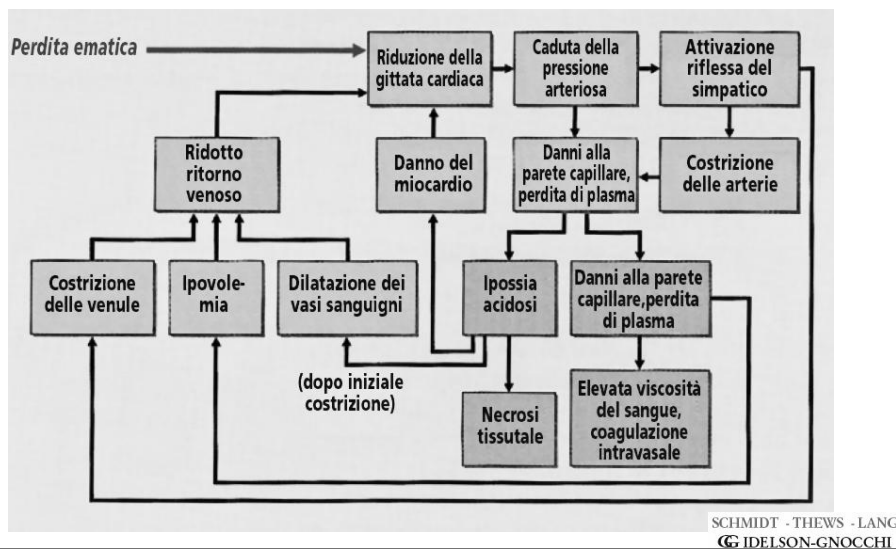 Perdita ematica
Riduzione della
gittata cardiaca
Caduta della
pressione
arteriosa
Attivazione
riflessa del
simpatico
Ridotto
ritorno
venoso
Danno del
miocardio
Danni alla
parete capillare,
perdita di plasma
Costrizione
delle arterie
Costrizione
delle venule
Ipovole-
mia
Dilatazione dei
vasi sanguigni
Ipossia
acidosi
Danni alla parete
capillare,perdita
di plasma
(dopo iniziale
costrizione)
Necrosi
tissutale
Elevata viscosità
del sangue,
coagulazione
intravasale
SCHMIDT - THEWS - LANG
IDELSON-GNOCCHI